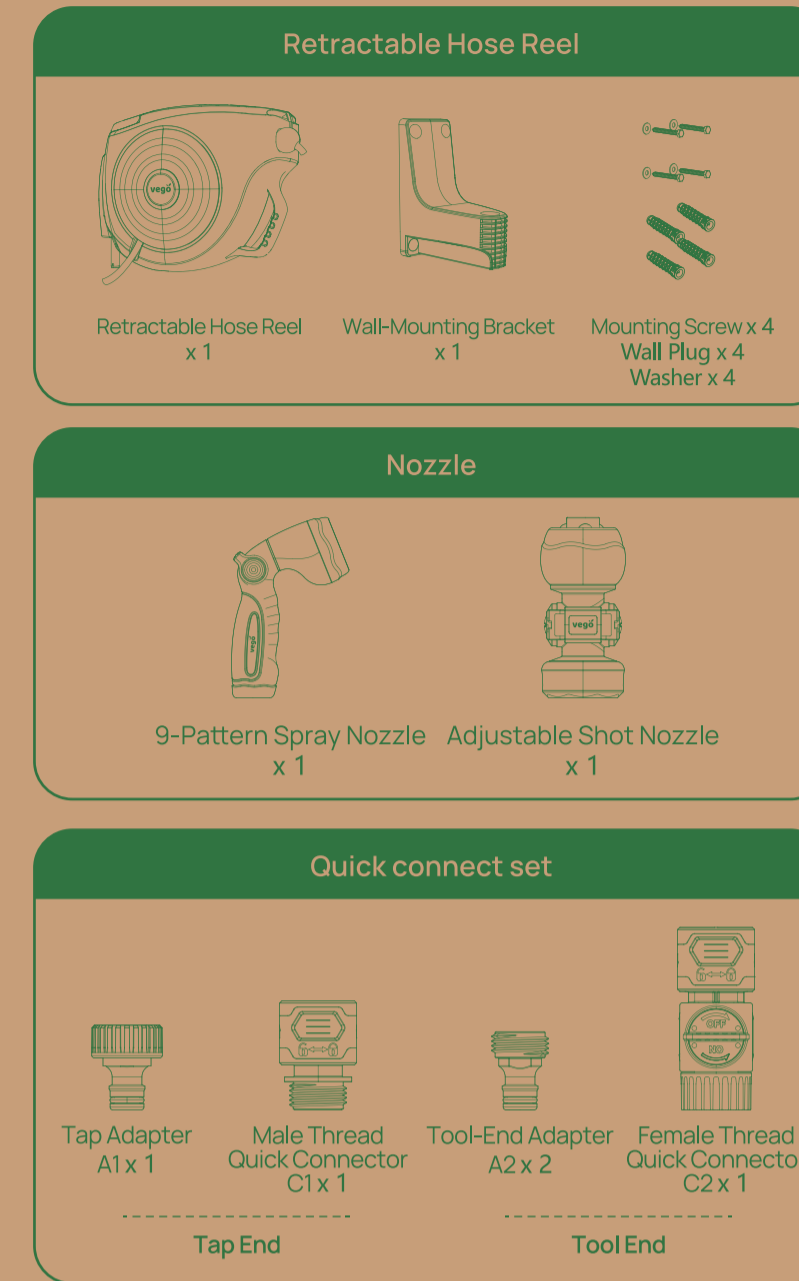 Retractable Hose Reel
vego
Retractable Hose Reel
x 1
Wall-Mounting Bracket
x 1
Mounting Screw x 4
Wall Plug x 4
Washer x 4
Nozzle
vego
vego
9-Pattern Spray Nozzle
x 1
Adjustable Shot Nozzle
x 1
Quick connect set
OFF
NO
Tap Adapter
A1 x 1
Male Thread
Quick Connector
C1 x 1
Tool-End Adapter
A2 x 2
Female Thread
Quick Connecto
C2 x 1
Tap End
Tool End